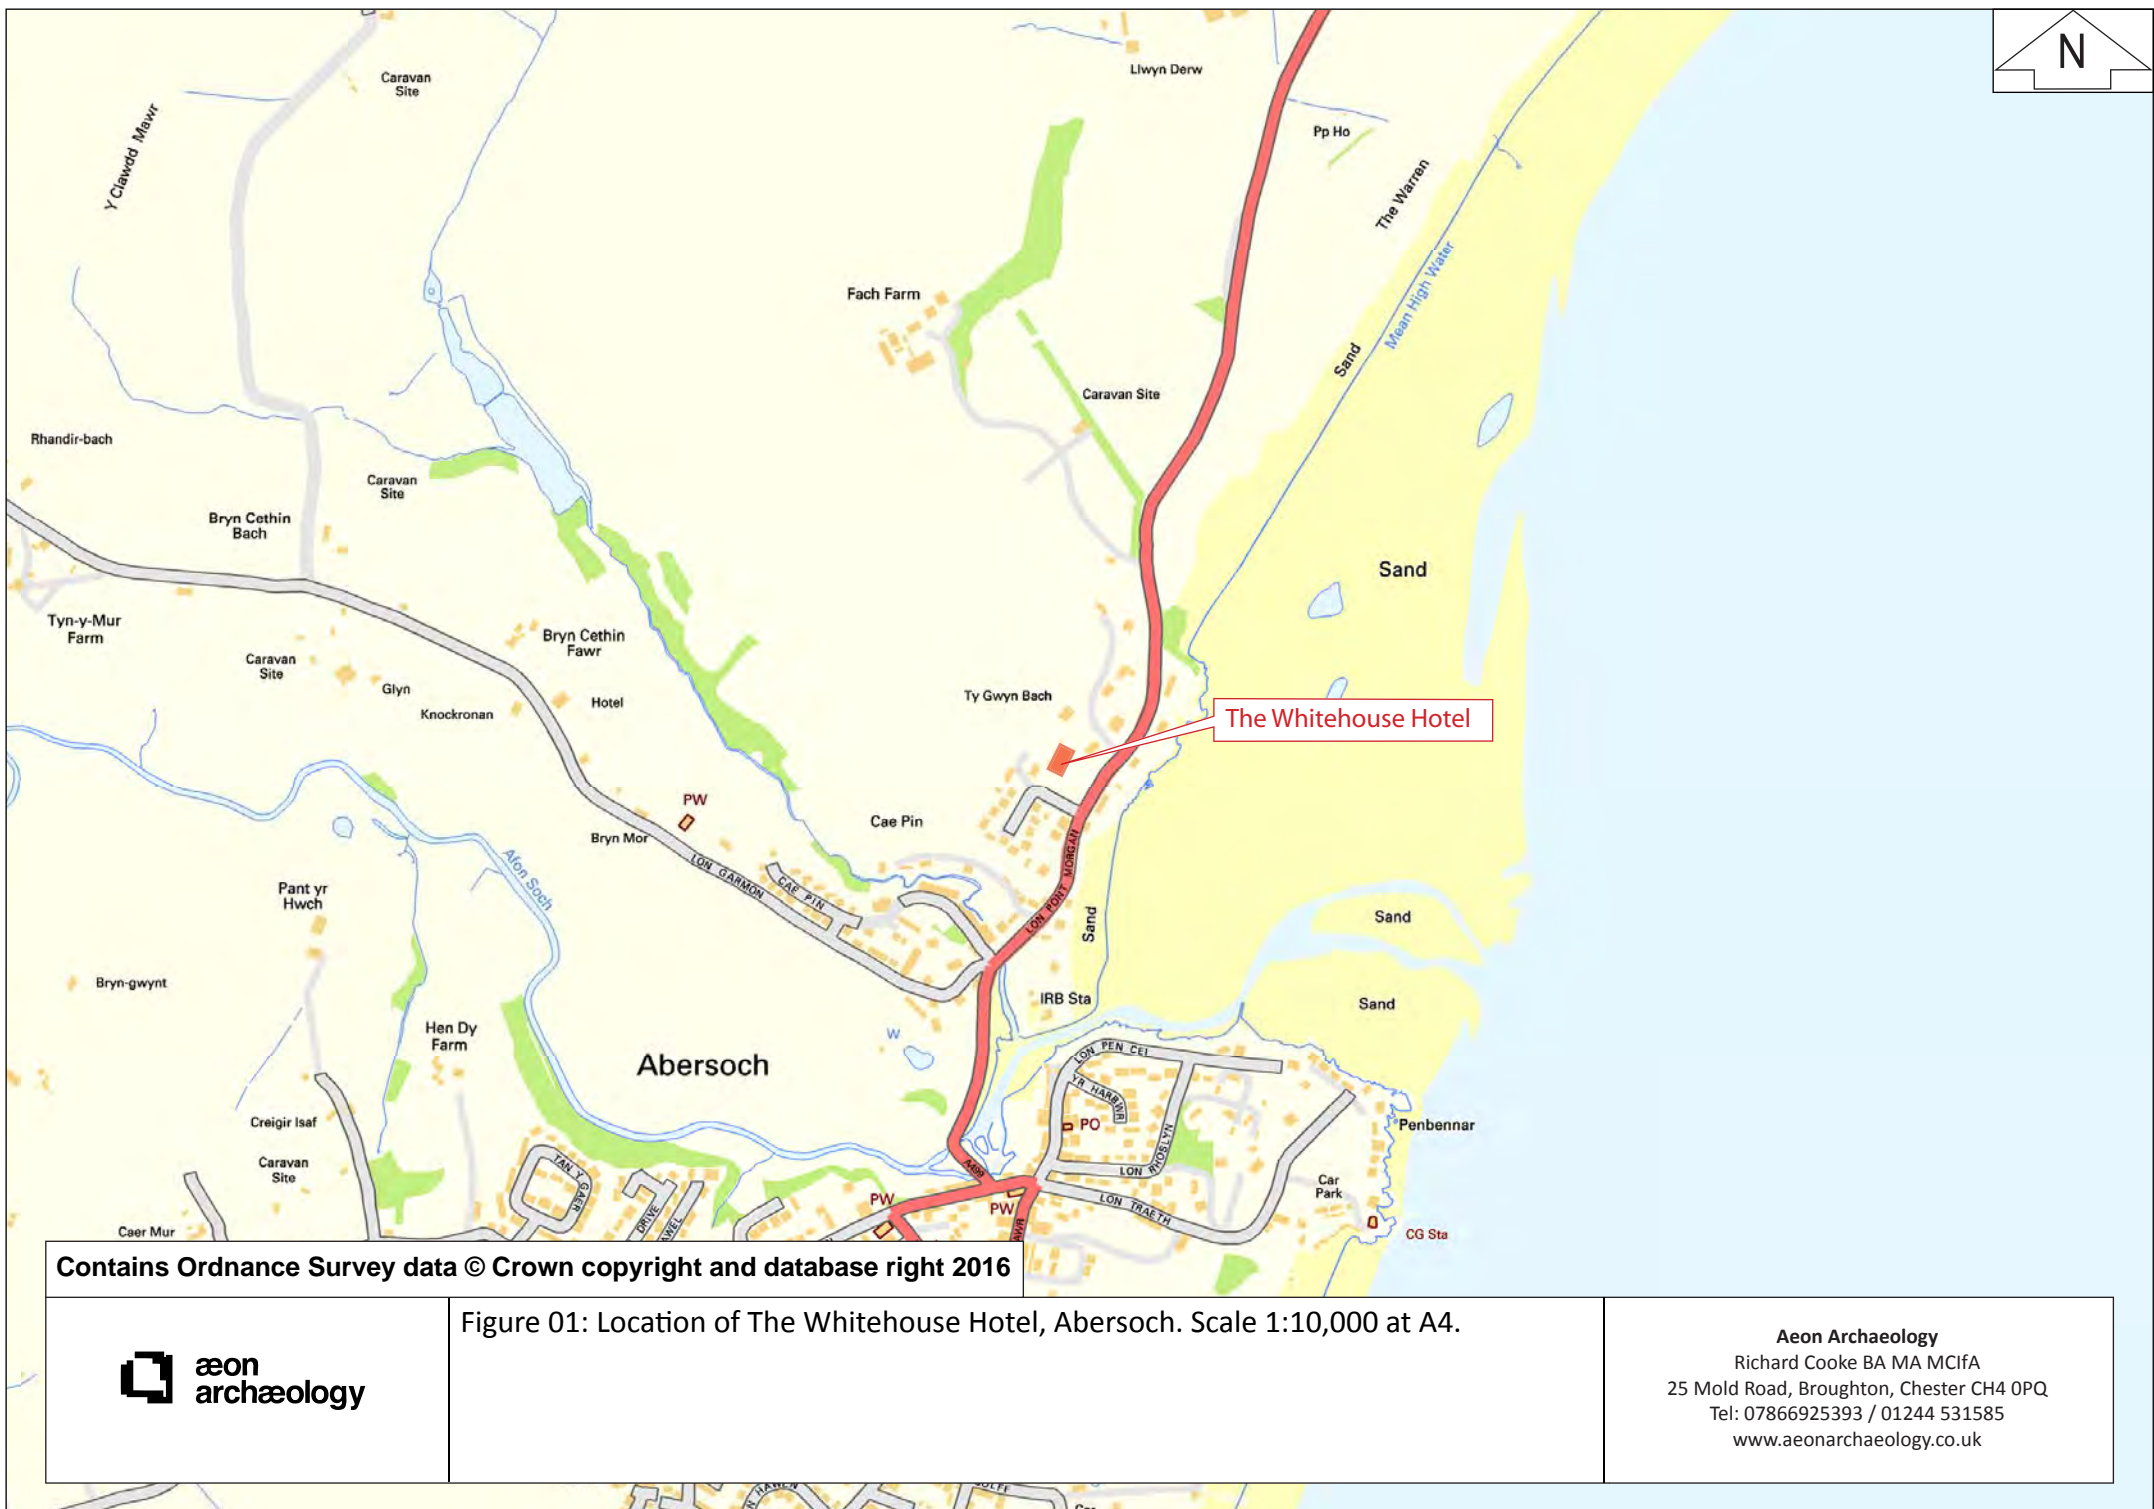 N
Caravan
Site
Llwyn Derw
Y Clawdd Mawr
Pp Ho
The Warren
Mean High Water
Fach Farm
Sand
Caravan Site
Rhandir-bach
Caravan
Site
Bryn Cethin
Bach
Sand
Tyn-y-Mur
Farm
Bryn Cethin
Fawr
Caravan
Site
Glyn
Knockronan
Hotel
Ty Gwyn Bach
The Whitehouse Hotel
PW
Bryn Mor
Cae Pin
LON GARMON
CAE PIN
LON PONT MORGAN
Afon Soch
Pant yr
Hwch
Sand
Sand
Bryn-gwynt
IRB Sta
Sand
Hen Dy
Farm
W
Abersoch
LON PEN CEI
YR HARBWR
PO
Penbennar
Creigir Isaf
LON RHOSLYN
Caravan
Site
TAN Y GAER
A499
LON TRAETH
Car
Park
PW
PW
DRIVE
AWEL
AWR
Caer Mur
CG Sta
Contains Ordnance Survey data © Crown copyright and database right 2016
æon
archæology
Figure 01: Location of The Whitehouse Hotel, Abersoch. Scale 1:10,000 at A4.
Aeon Archaeology
Richard Cooke BA MA MCIfA
25 Mold Road, Broughton, Chester CH4 0PQ
Tel: 07866925393 / 01244 531585
www.aeonarchaeology.co.uk